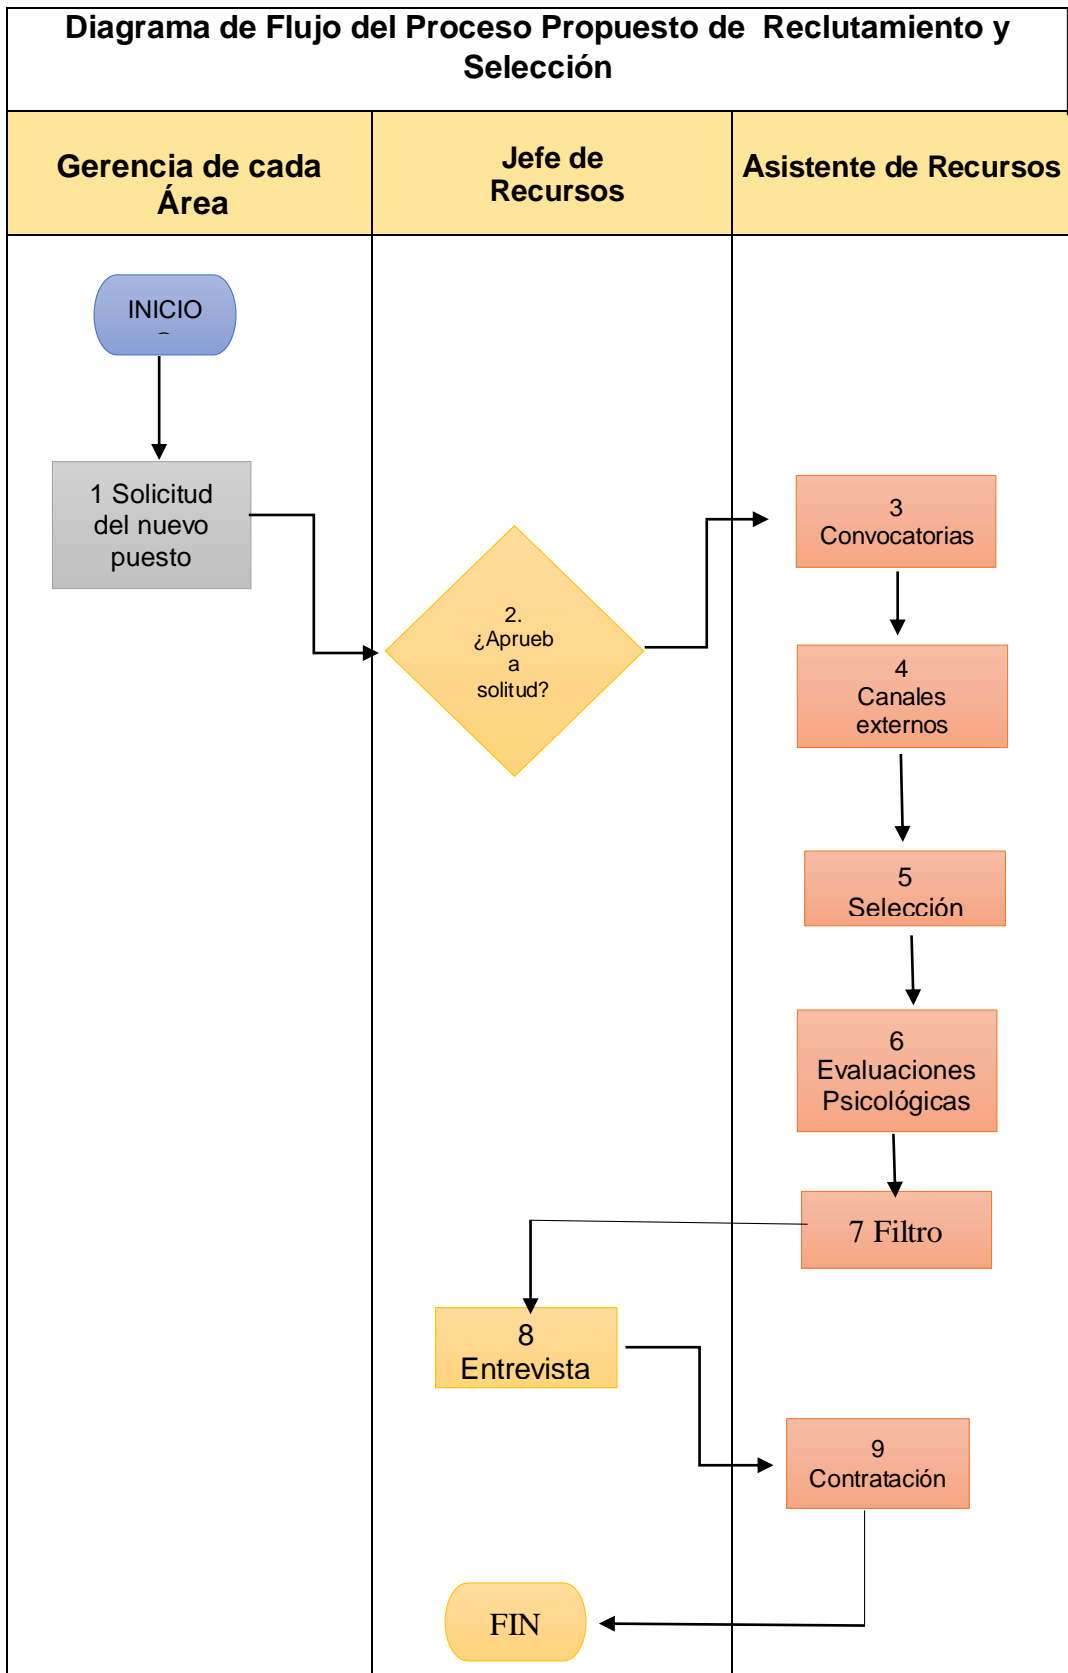 Diagrama de Flujo del Proceso Propuesto de Reclutamiento y
Selección
Gerencia de cada
Área
Jefe de
Recursos
Asistente de Recursos
INICIO
1 Solicitud
del nuevo
puesto
2.
¿Aprueb
a
solitud?
3
Convocatorias
4
Canales
externos
5
Selección
6
Evaluaciones
Psicológicas
7 Filtro
8
Entrevista
9
Contratación
FIN